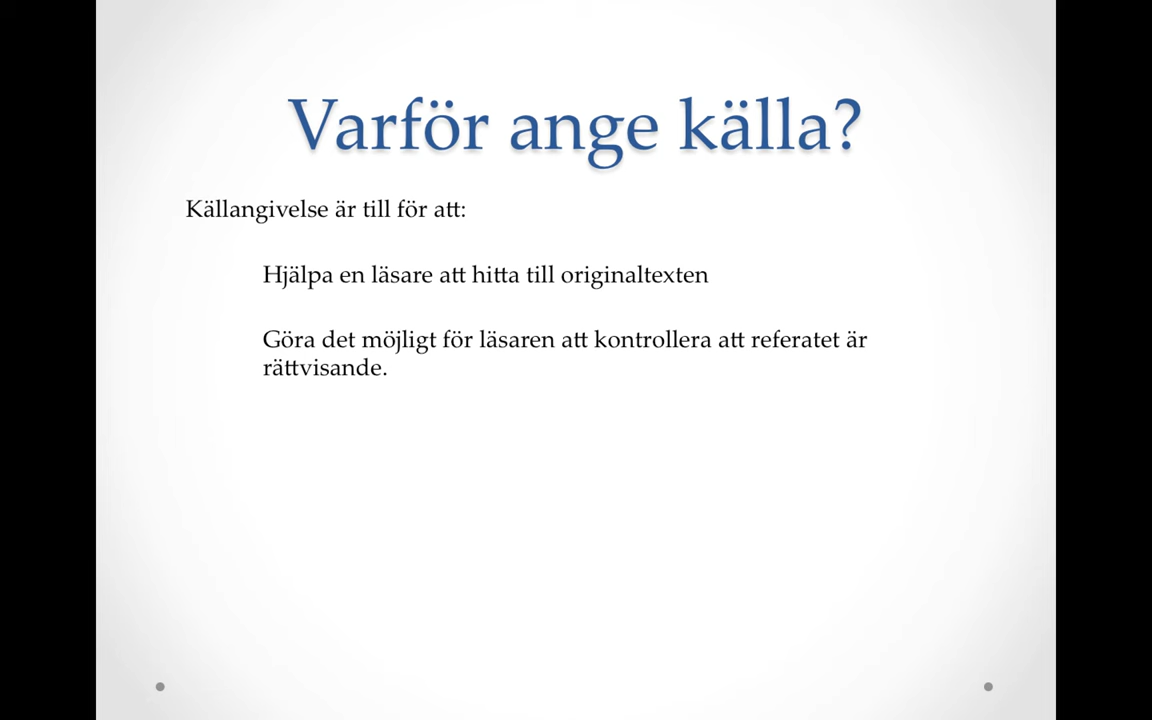 Varför ange källa?
Källangivelse är till för att:
Hjälpa en läsare att hitta till originaltexten
Göra det möjligt för läsaren att kontrollera att referatet är
rättvisande.